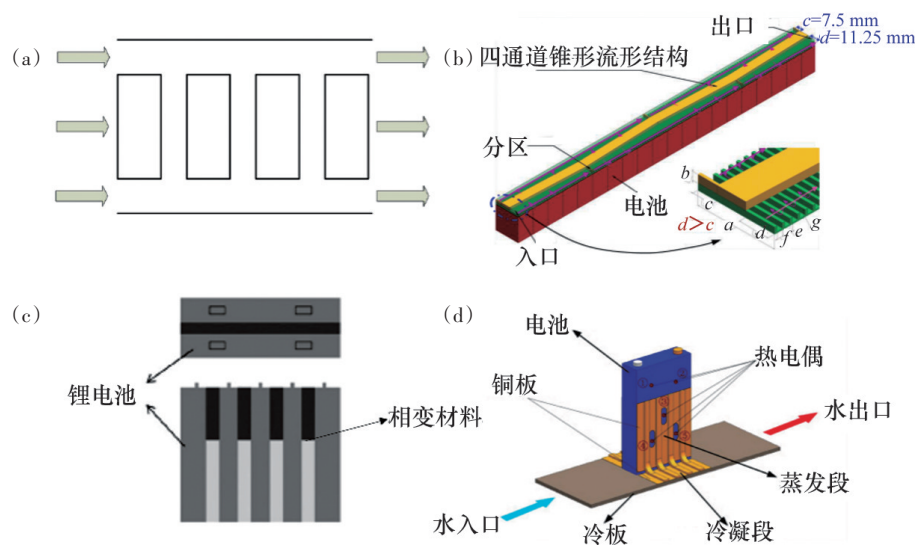 (a)
(b)
出口
c=7.5 mm
d=11.25 mm
四通道锥形流形结构
分区
电池
入口
b
c
a
d
f
e
g
d>c
(c)
锂电池
相变材料
(d)
电池
热电偶
铜板
水出口
蒸发段
水入口
冷板
冷凝段